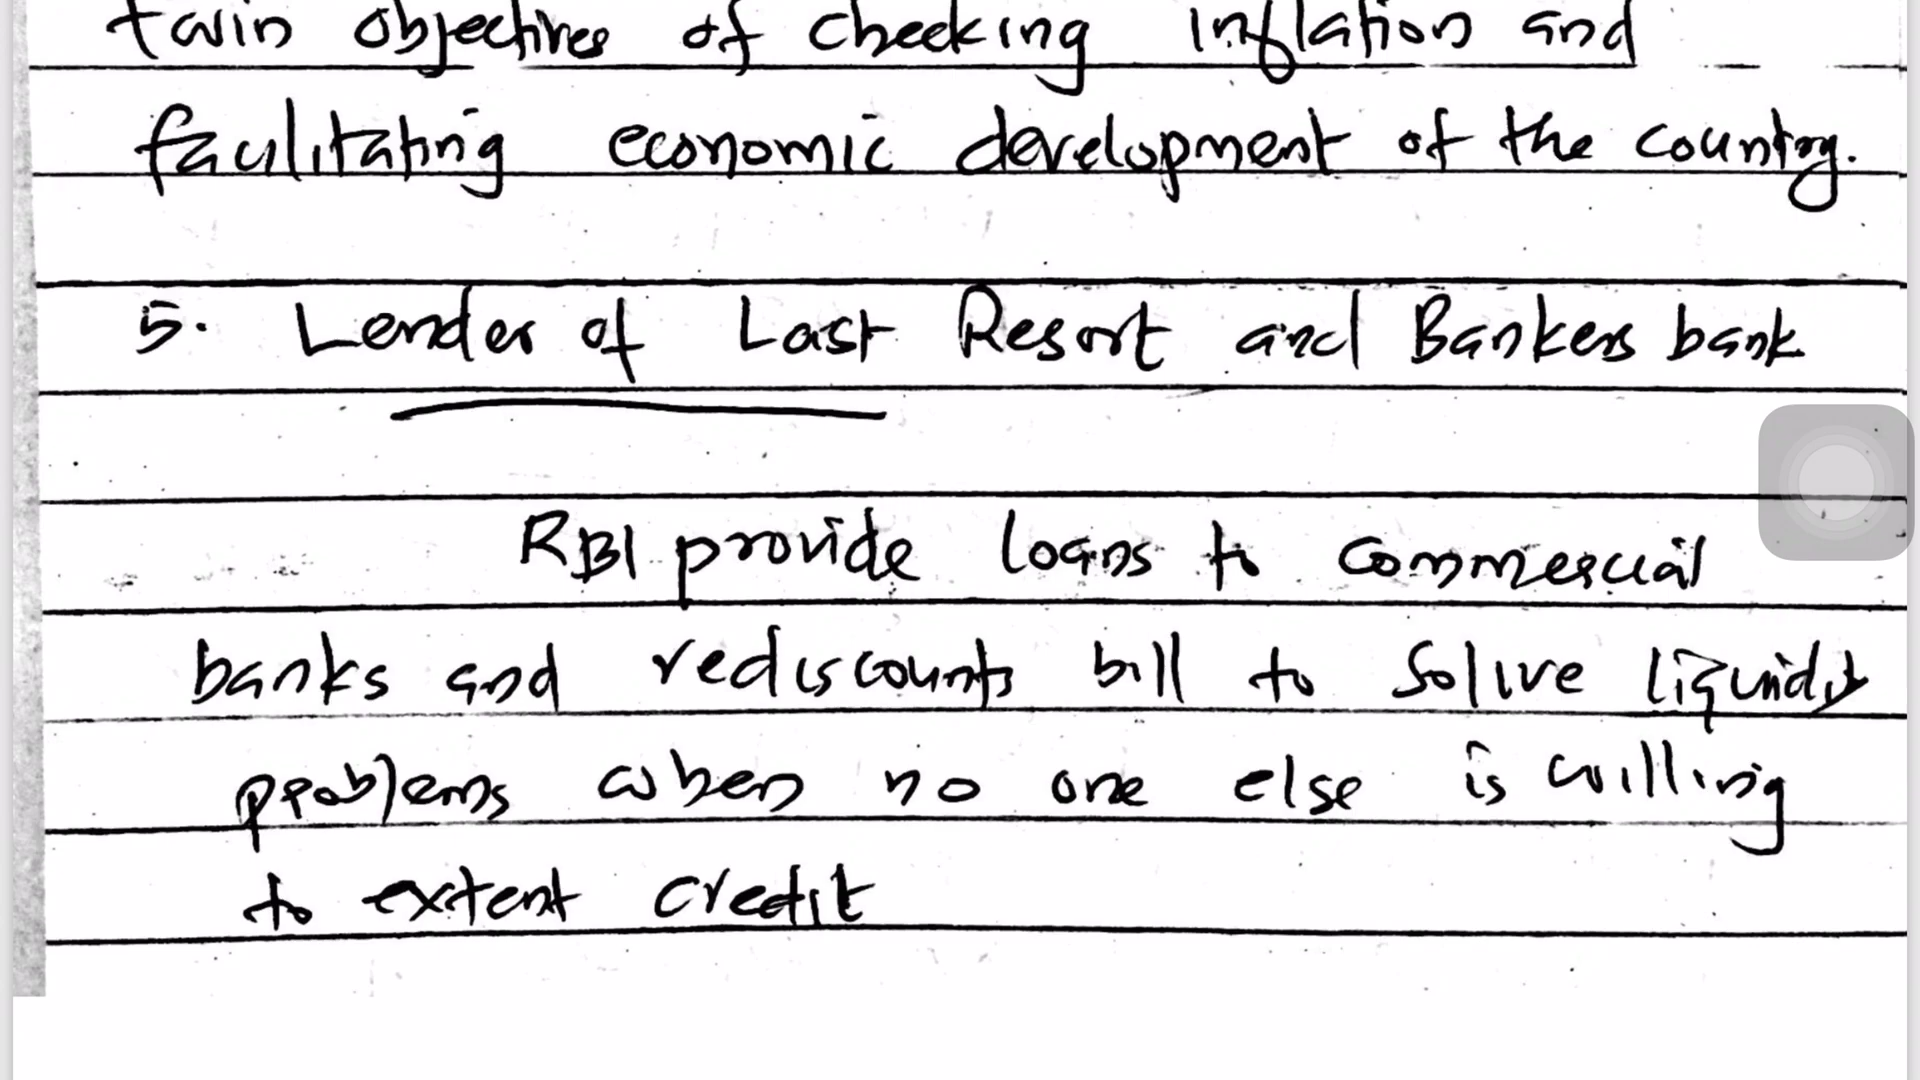 twin objectives of checking inflation and
facilitating economic development of the country.
5. Lender of Last Resort and Bankers bank
RBI provide loans to commercial
banks and rediscounts bill to solve liquidity
problems when no one else is willing
to extent credit